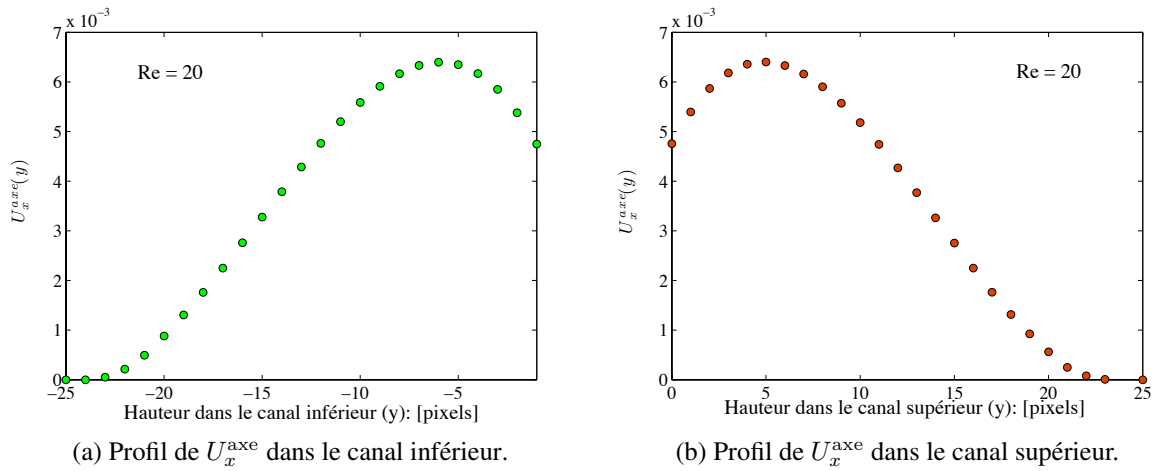 x 10⁻³
7
6
5
4
3
2
1
0
Re = 20
U_x^{axe}(y)
−25 −20 −15 −10 −5
Hauteur dans le canal inférieur (y): [pixels]
(a) Profil de U_x^{axe} dans le canal inférieur.
x 10⁻³
7
6
5
4
3
2
1
0
Re = 20
U_x^{axe}(y)
0 5 10 15 20 25
Hauteur dans le canal supérieur (y): [pixels]
(b) Profil de U_x^{axe} dans le canal supérieur.